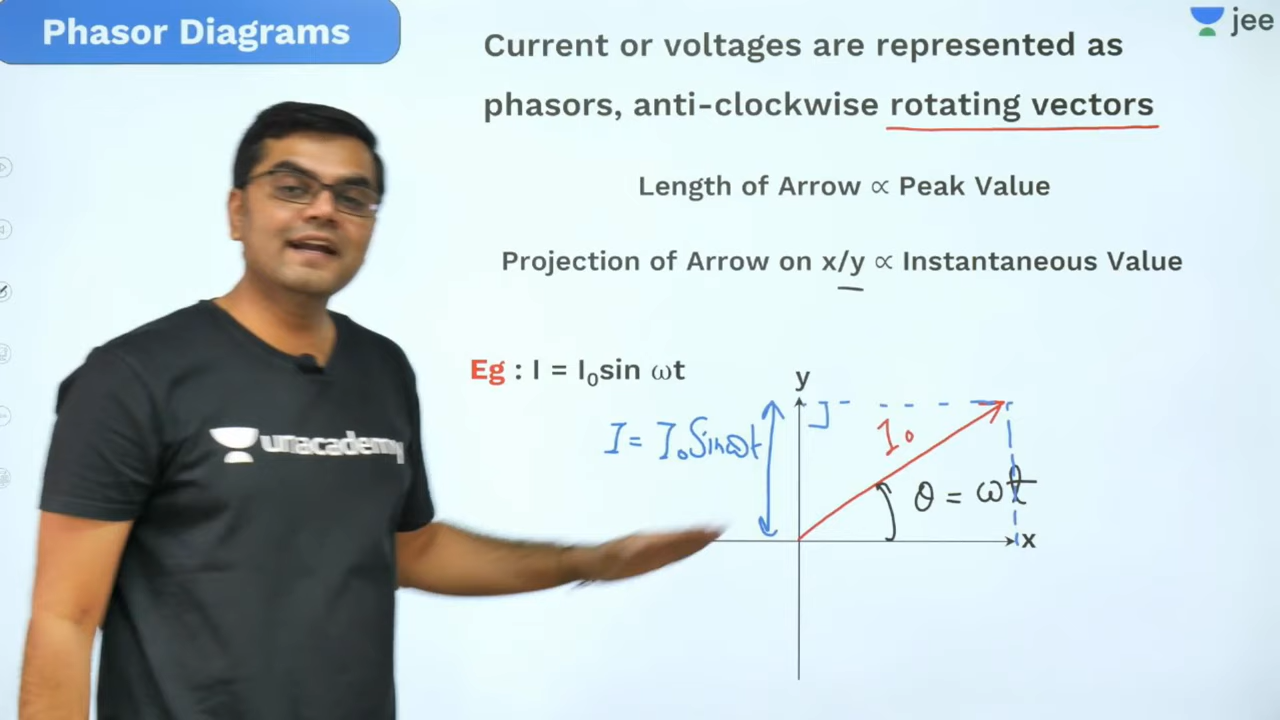 Phasor Diagrams
jee
Current or voltages are represented as
phasors, anti-clockwise rotating vectors
Length of Arrow ∝ Peak Value
Projection of Arrow on x/y ∝ Instantaneous Value
Eg : I = I₀sin ωt
y
I = I₀Sinωt
I₀
θ = ωt
x
unacademy